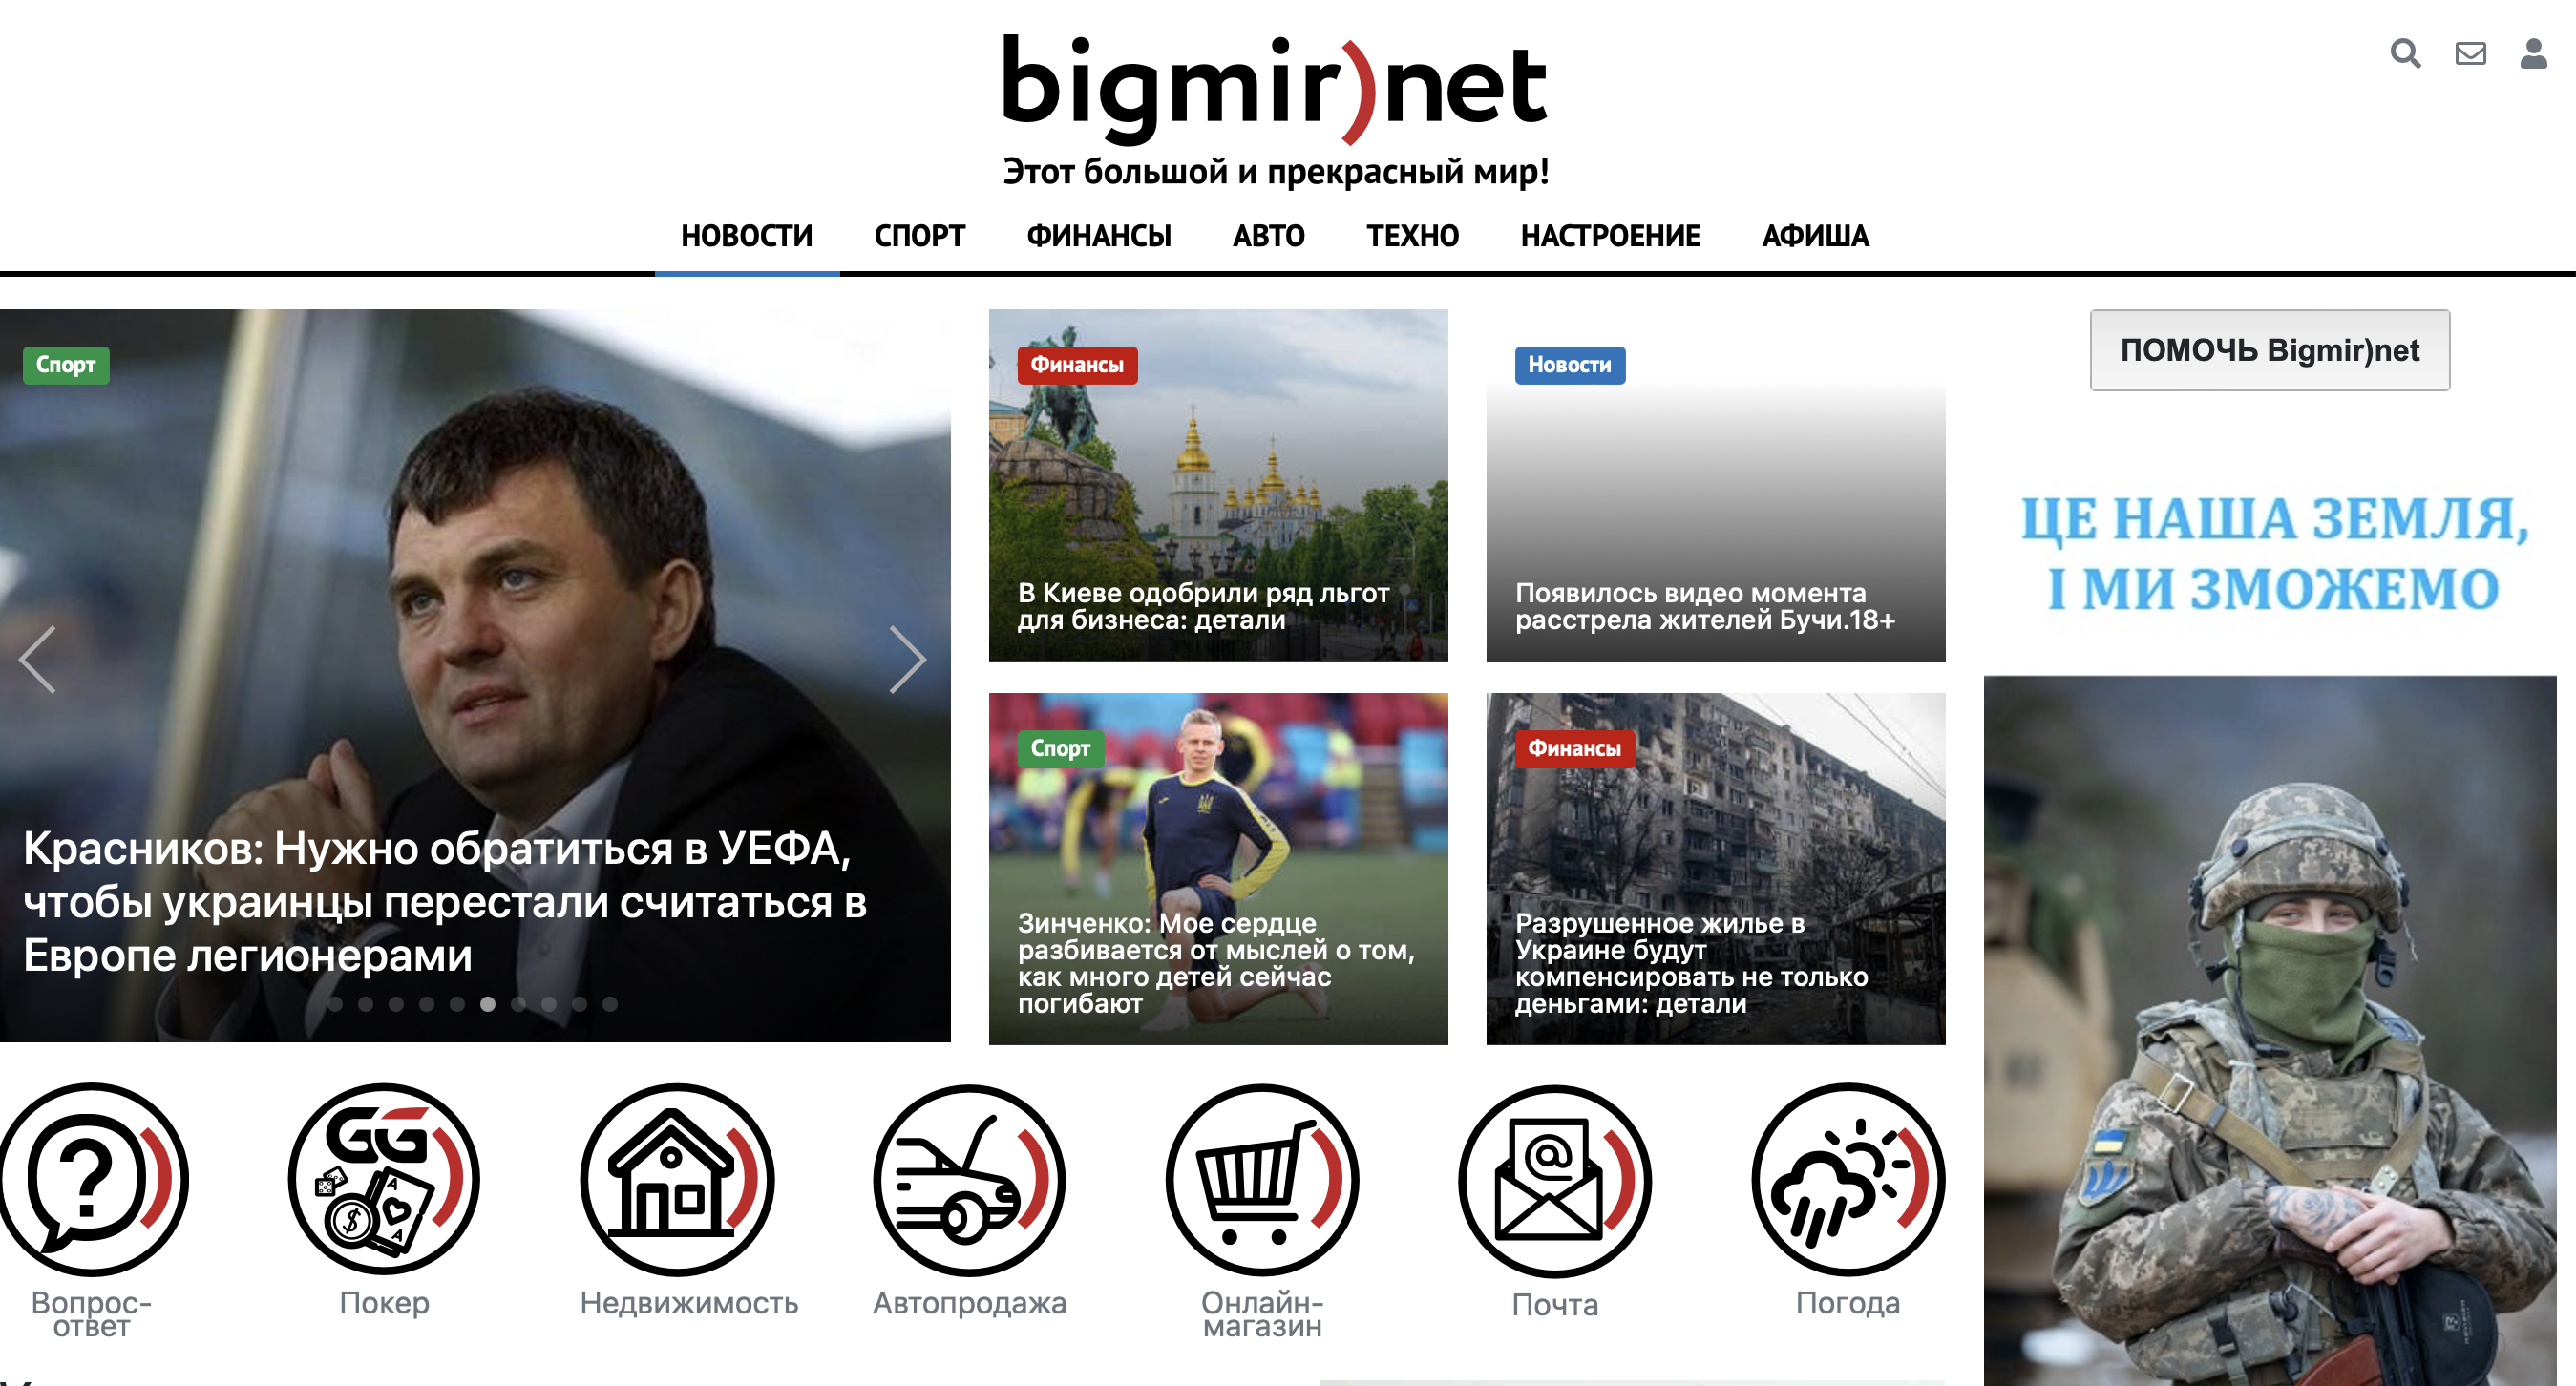 bigmir)net
Этот большой и прекрасный мир!
НОВОСТИ СПОРТ ФИНАНСЫ АВТО ТЕХНО НАСТРОЕНИЕ АФИША
Спорт
Красников: Нужно обратиться в УЕФА,
чтобы украинцы перестали считаться в
Европе легионерами
Финансы
В Киеве одобрили ряд льгот
для бизнеса: детали
Новости
Появилось видео момента
расстрела жителей Бучи.18+
Спорт
Зинченко: Мое сердце
разбивается от мыслей о том,
как много детей сейчас
погибают
Финансы
Разрушенное жилье в
Украине будут
компенсировать не только
деньгами: детали
ПОМОЧЬ Bigmir)net
ЦЕ НАША ЗЕМЛЯ,
І МИ ЗМОЖЕМО
Вопрос-
ответ
GG
Покер
Недвижимость
Автопродажа
Онлайн-
магазин
Почта
Погода